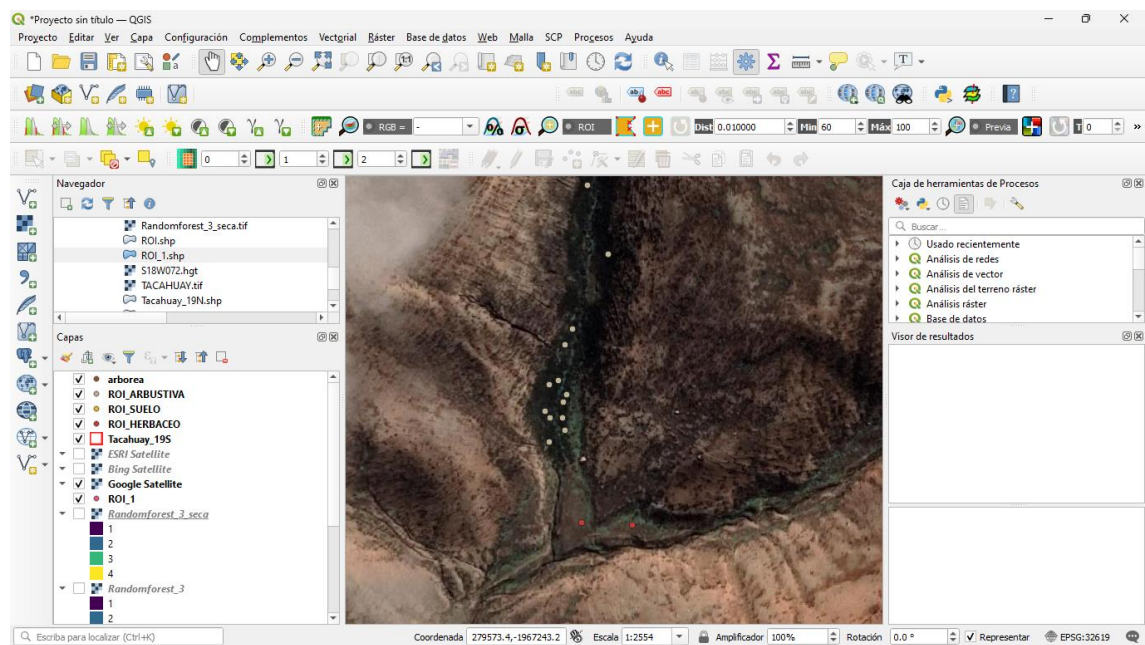 *Proyecto sin título — QGIS
Proyecto Editar Ver Capa Configuración Complementos Vectorial Ráster Base de datos Web Malla SCP Procesos Ayuda
RGB = - ROI Dist 0.010000 Min 60 Máx 100 Previa T 0 »
0 1 2
Navegador
Randomforest_3_seca.tif
ROI.shp
ROI_1.shp
S18W072.hgt
TACAHUAY.tif
Tacahuay_19N.shp
Capas
arborea
ROI_ARBUSTIVA
ROI_SUELO
ROI_HERBACEO
Tacahuay_19S
ESRI Satellite
Bing Satellite
Google Satellite
ROI_1
Randomforest_3_seca
1
2
3
4
Randomforest_3
1
2
Caja de herramientas de Procesos
Buscar...
Usado recientemente
Análisis de redes
Análisis de vector
Análisis del terreno ráster
Análisis ráster
Base de datos
Visor de resultados
Escriba para localizar (Ctrl+K) Coordenada 279573.4,-1967243.2 Escala 1:2554 Amplificador 100% Rotación 0.0 ° Representar EPSG:32619